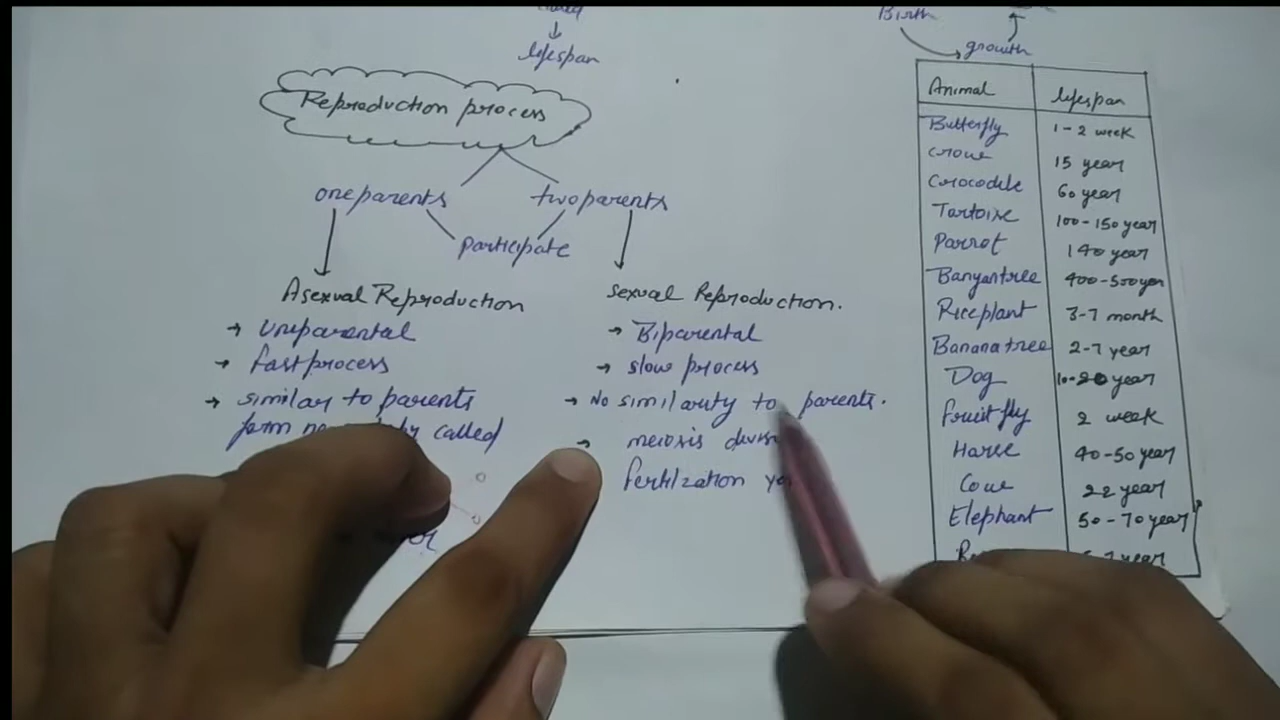 lifespan
Reproduction process
one parents
two parents
participate
Asexual Reproduction
→ Uniparental
→ fast process
→ similar to parents
form called
Sexual Reproduction.
→ Biparental
→ slow process
→ No similarity to parents.
→ meiosis
fertlization
Birth
growth
Animal lifespan
Butterfly 1-2 week
crow 15 year
crocodile 60 year
Tortoise 100-150 year
Parrot 140 year
Banyantree 400-500 year
Rice plant 3-7 month
Banana tree 2-7 year
Dog 10-20 year
fruit fly 2 week
40-50 year
Cow 22 year
Elephant 50-70 year
year